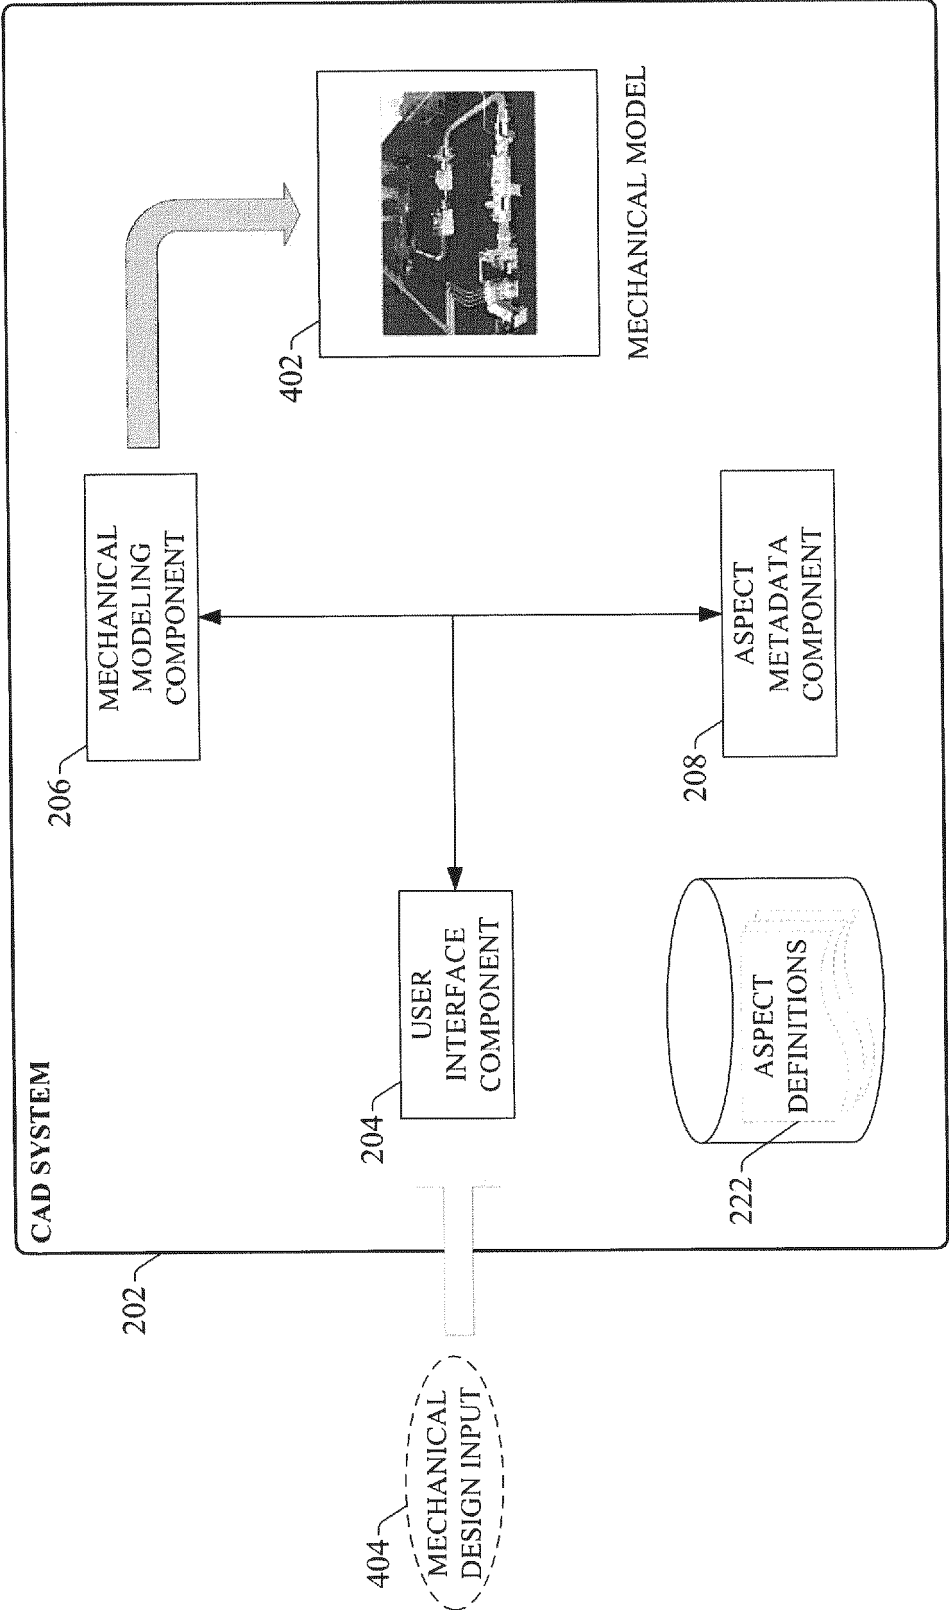 CAD SYSTEM
202
MECHANICAL
MODELING
COMPONENT
206
402
MECHANICAL MODEL
404
MECHANICAL
DESIGN INPUT
204
USER
INTERFACE
COMPONENT
222
ASPECT
DEFINITIONS
208
ASPECT
METADATA
COMPONENT